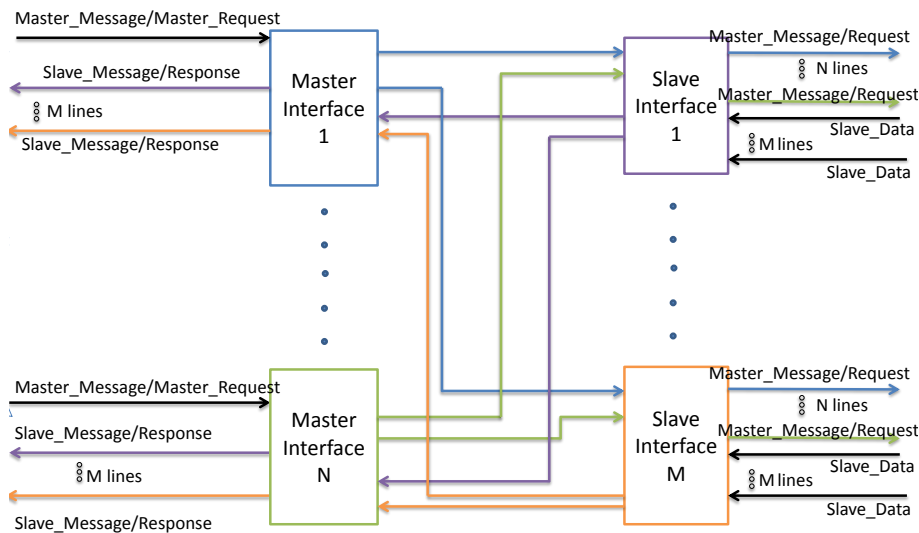 Master_Message/Master_Request
Slave_Message/Response
M lines
Slave_Message/Response
Master
Interface
1
Slave
Interface
1
Master_Message/Request
N lines
Master_Message/Request
Slave_Data
M lines
Slave_Data
Master_Message/Master_Request
Slave_Message/Response
M lines
Slave_Message/Response
Master
Interface
N
Slave
Interface
M
Master_Message/Request
N lines
Master_Message/Request
Slave_Data
M lines
Slave_Data